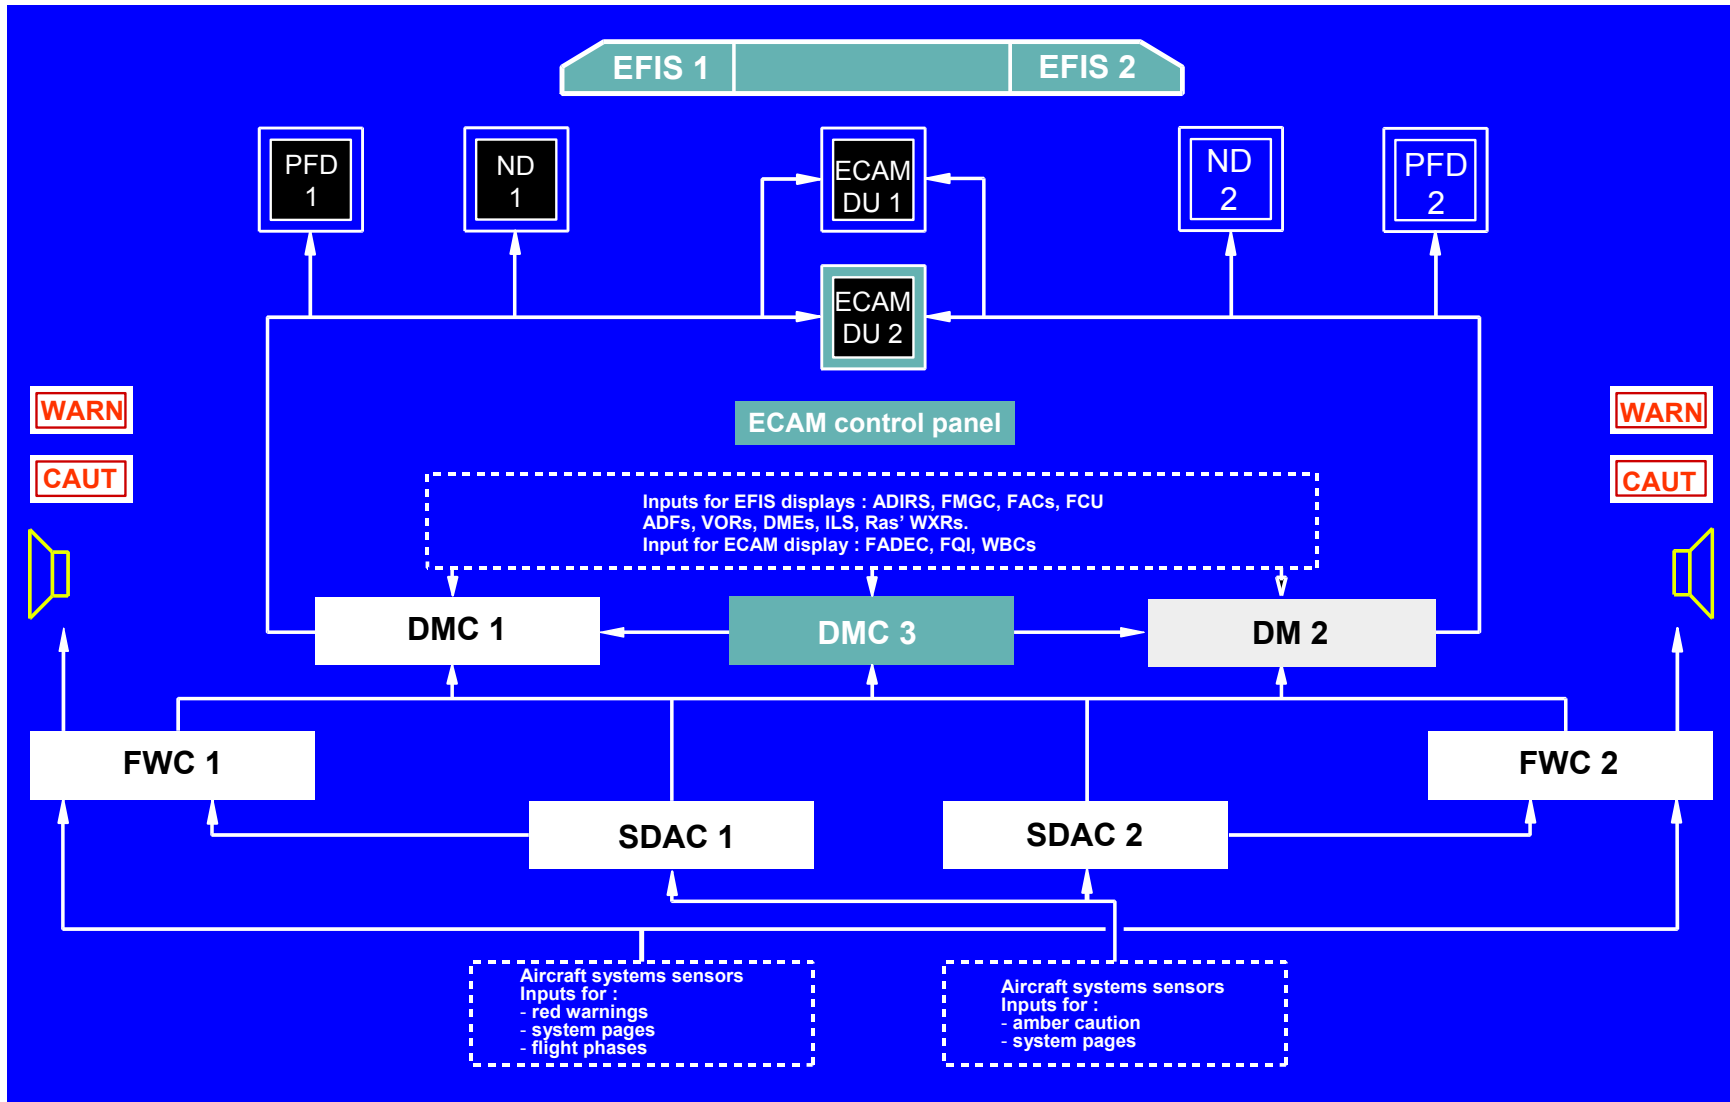 EFIS 1
EFIS 2
PFD
1
ND
1
ECAM
DU 1
ND
2
PFD
2
ECAM
DU 2
WARN
WARN
ECAM control panel
CAUT
CAUT
Inputs for EFIS displays : ADIRS, FMGC, FACs, FCU
ADFs, VORs, DMEs, ILS, Ras’ WXRs.
Input for ECAM display : FADEC, FQI, WBCs
DMC 1
DMC 3
DM 2
FWC 1
FWC 2
SDAC 1
SDAC 2
Aircraft systems sensors
Inputs for :
- red warnings
- system pages
- flight phases
Aircraft systems sensors
Inputs for :
- amber caution
- system pages